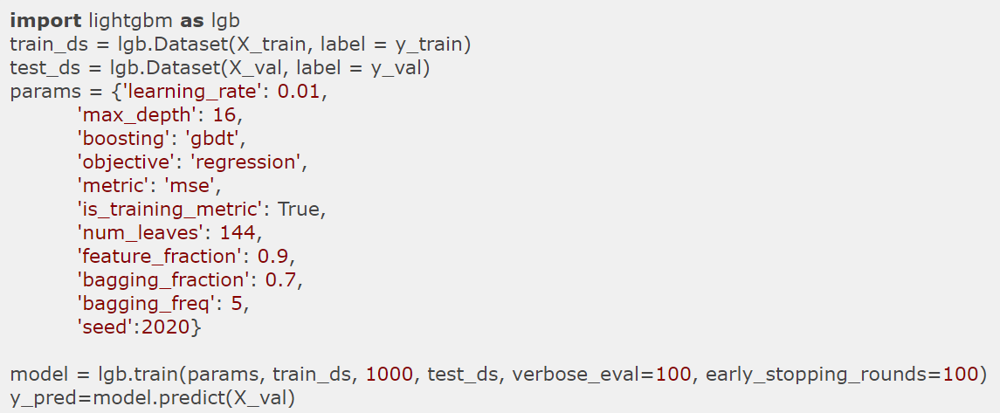 import lightgbm as lgb
train_ds = lgb.Dataset(X_train, label = y_train)
test_ds = lgb.Dataset(X_val, label = y_val)
params = {'learning_rate': 0.01,
'max_depth': 16,
'boosting': 'gbdt',
'objective': 'regression',
'metric': 'mse',
'is_training_metric': True,
'num_leaves': 144,
'feature_fraction': 0.9,
'bagging_fraction': 0.7,
'bagging_freq': 5,
'seed':2020}
model = lgb.train(params, train_ds, 1000, test_ds, verbose_eval=100, early_stopping_rounds=100)
y_pred=model.predict(X_val)